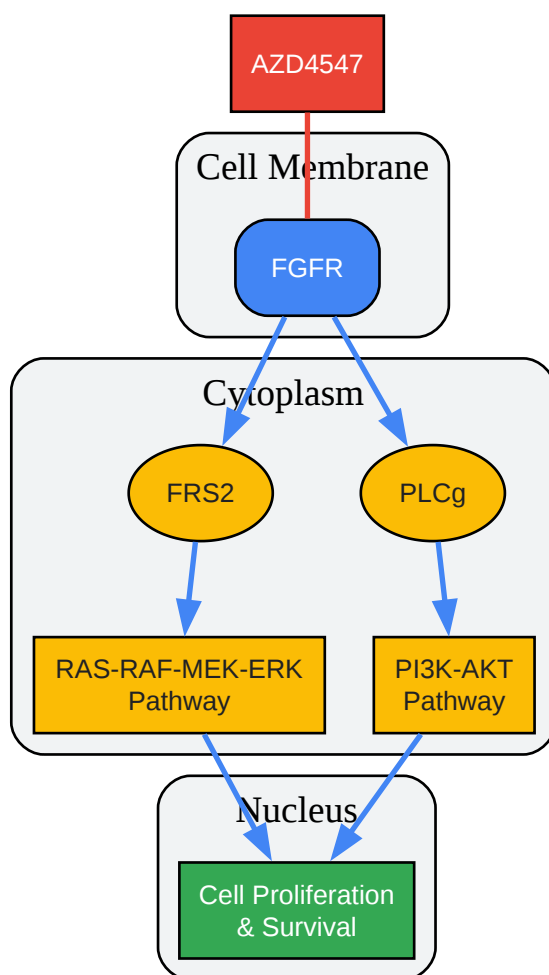 AZD4547
Cell Membrane
FGFR
Cytoplasm
FRS2
PLCg
RAS-RAF-MEK-ERK
Pathway
PI3K-AKT
Pathway
Nucleus
Cell Proliferation
& Survival